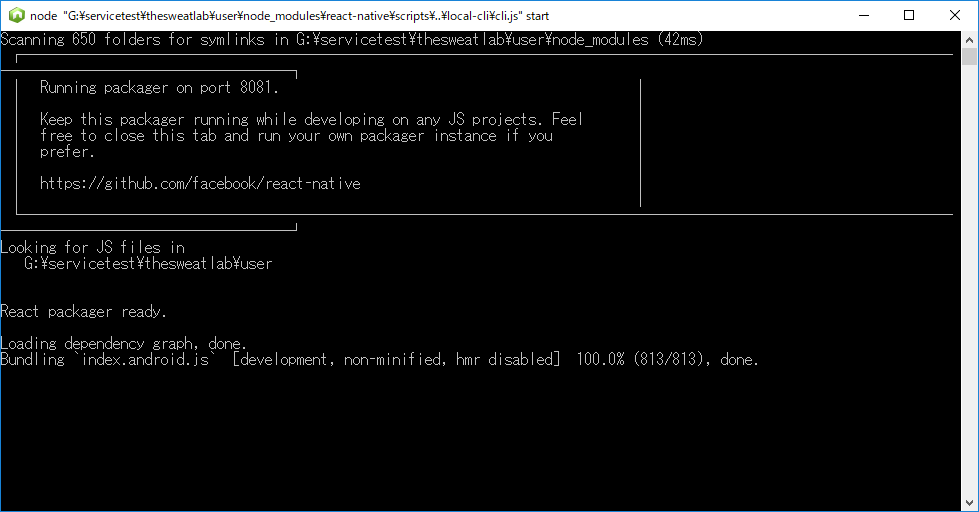 node "G:¥servicetest¥thesweatlab¥user¥node_modules¥react-native¥scripts¥..¥local-cli¥cli.js" start
Scanning 650 folders for symlinks in G:¥servicetest¥thesweatlab¥user¥node_modules (42ms)
Running packager on port 8081.
Keep this packager running while developing on any JS projects. Feel
free to close this tab and run your own packager instance if you
prefer.
https://github.com/facebook/react-native
Looking for JS files in
G:¥servicetest¥thesweatlab¥user
React packager ready.
Loading dependency graph, done.
Bundling `index.android.js`  [development, non-minified, hmr disabled]  100.0% (813/813), done.